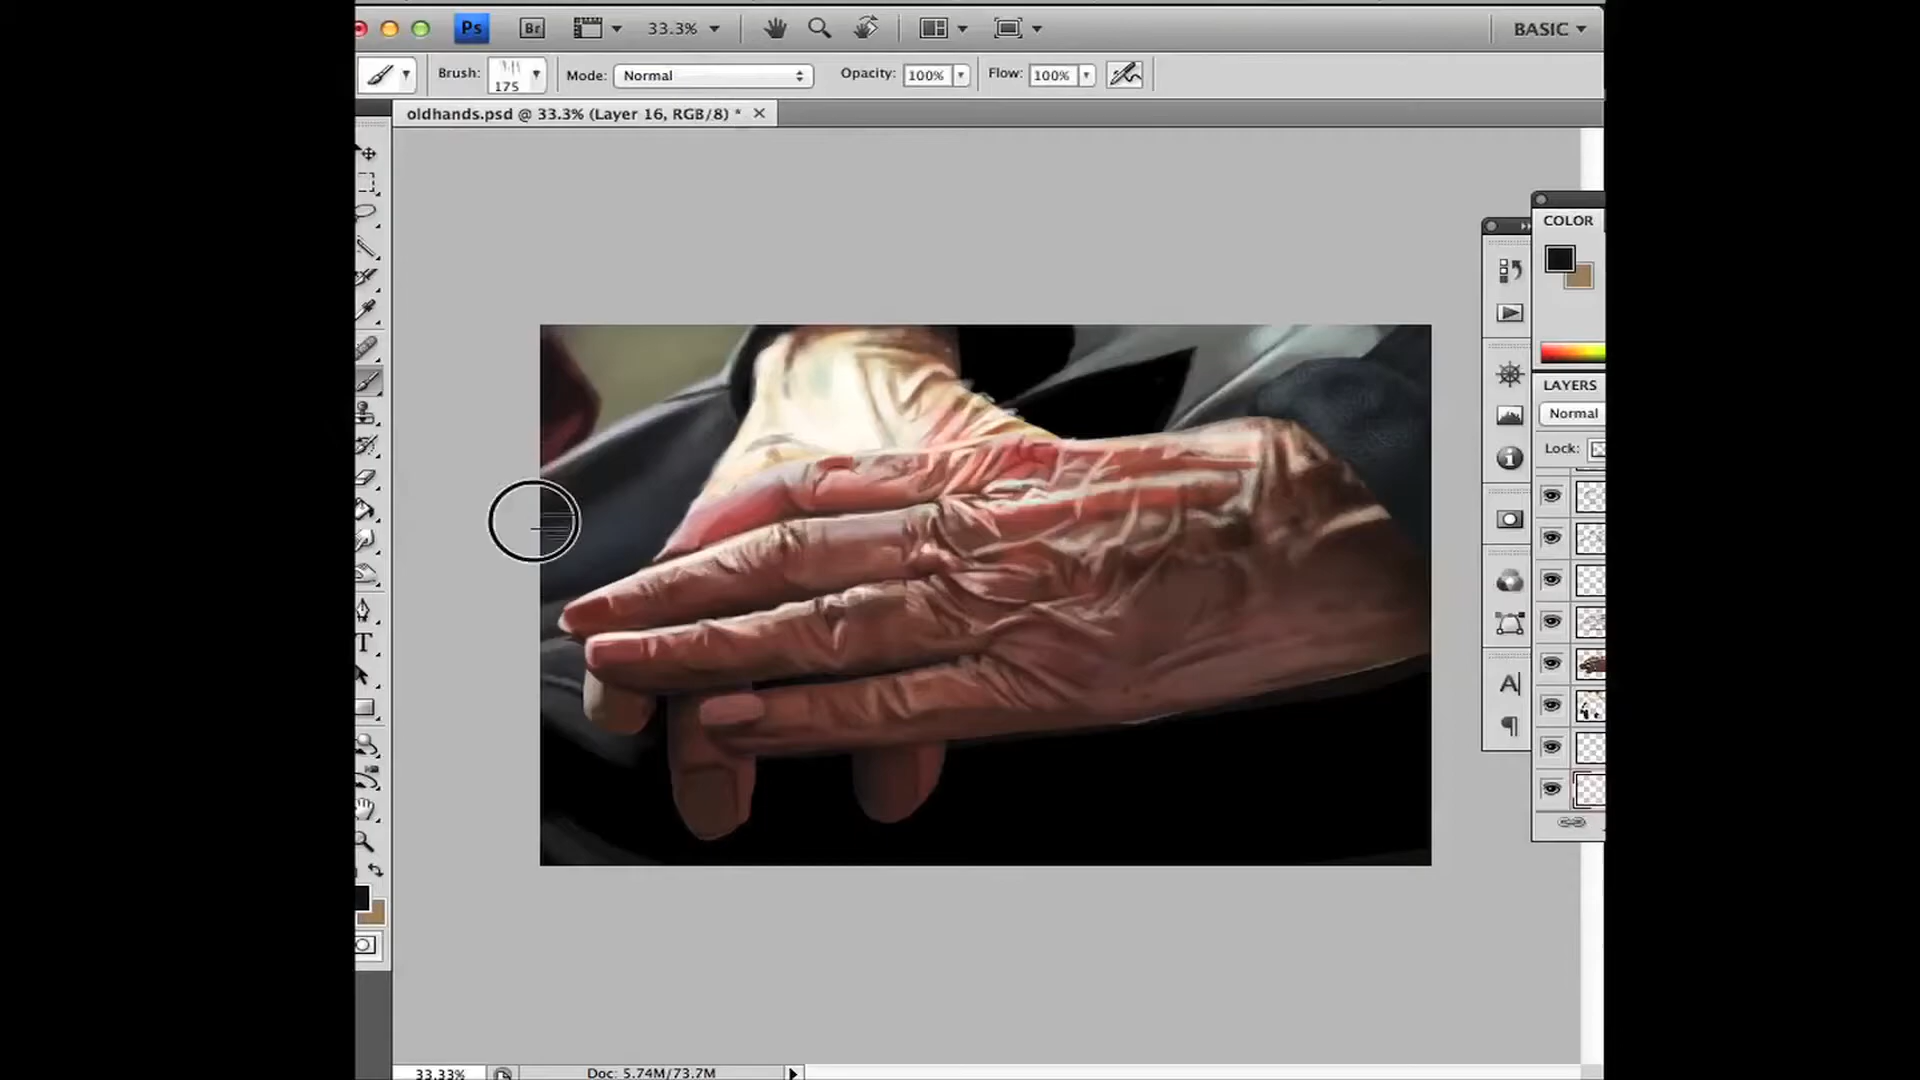 Ps Br 33.3% BASIC
Brush: 175 Mode: Normal Opacity: 100% Flow: 100%
oldhands.psd @ 33.3% (Layer 16, RGB/8) *
COLOR
LAYERS
Normal
Lock:
A
T
33.33% Doc: 5.74M/73.7M